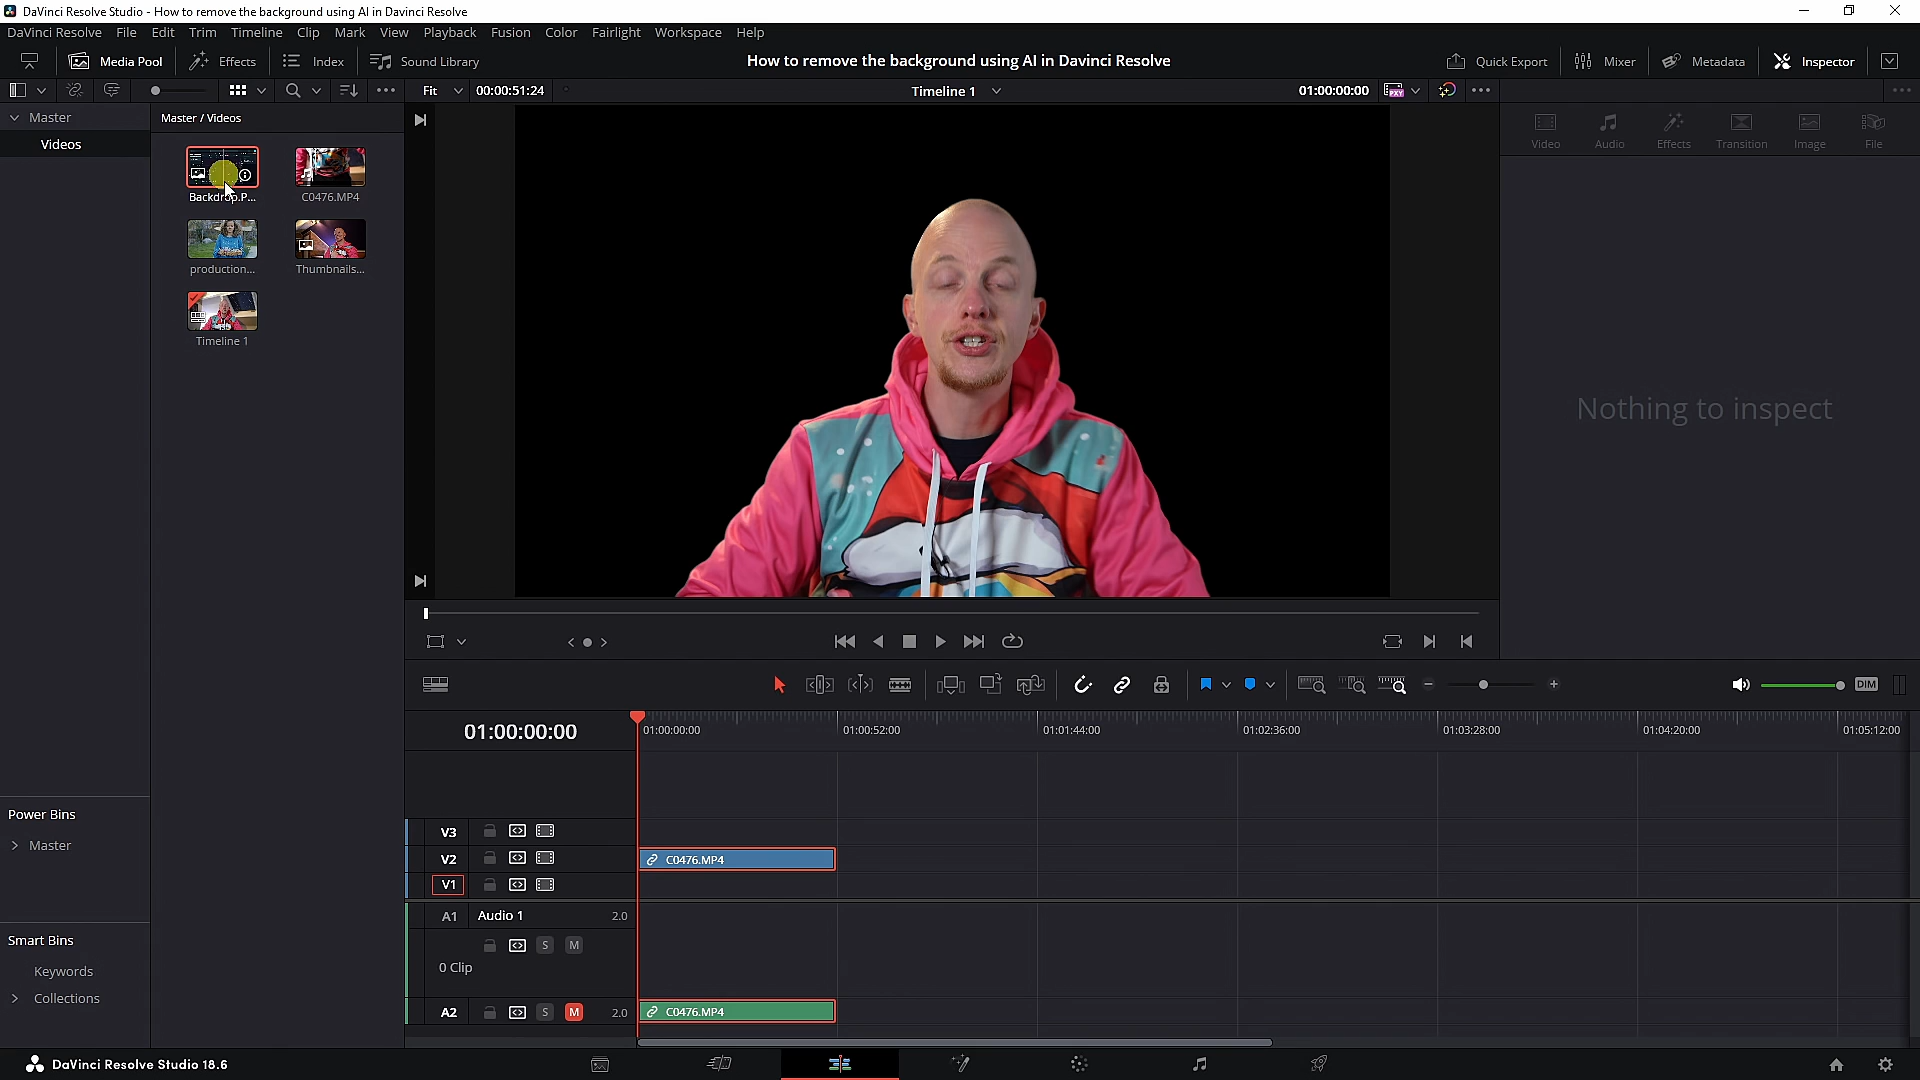 DaVinci Resolve Studio - How to remove the background using AI in Davinci Resolve
DaVinci Resolve File Edit Trim Timeline Clip Mark View Playback Fusion Color Fairlight Workspace Help
Media Pool Effects Index Sound Library How to remove the background using AI in Davinci Resolve Quick Export Mixer Metadata Inspector
Fit 00:00:51:24 Timeline 1 01:00:00:00 PXY
Master Master / Videos
Videos
Video Audio Effects Transition Image File
Backdrop.P... C0476.MP4
production... Thumbnails...
Timeline 1
Nothing to inspect
DIM
01:00:00:00 01:00:00:00 01:00:52:00 01:01:44:00 01:02:36:00 01:03:28:00 01:04:20:00 01:05:12:00
Power Bins
Master
V3
V2 C0476.MP4
V1
A1 Audio 1 2.0
S M
0 Clip
A2 S M 2.0 C0476.MP4
Smart Bins
Keywords
Collections
DaVinci Resolve Studio 18.6